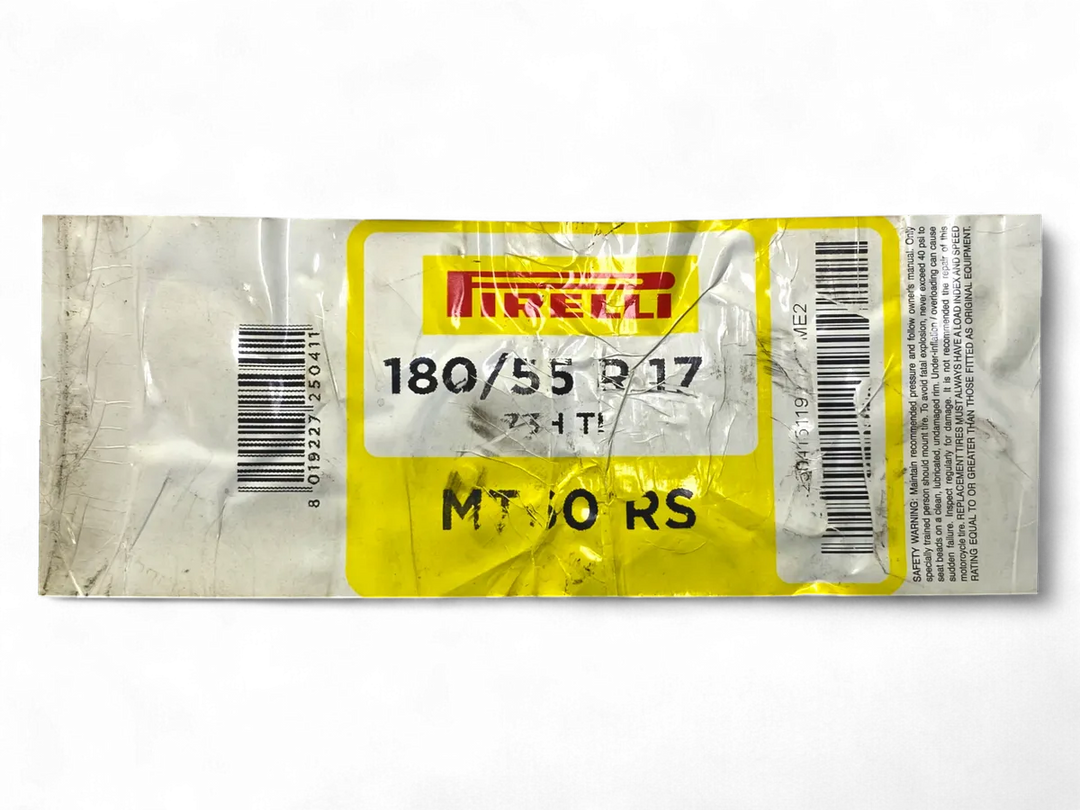 8 019227 250411
PIRELLI
180/55 R 17
MT 60 RS
ME2
SAFETY WARNING: Maintain recommended pressure and follow owner's manual. Only
specially trained person should mount tire. To avoid fatal explosion, never exceed 40 psi to
seat beads on a clean, lubricated, undamaged rim. Under-inflation / overloading can cause
sudden failure. Inspect regularly for damage. It is not recommended the repair of this
motorcycle tire. REPLACEMENT TIRES MUST ALWAYS HAVE A LOAD INDEX AND SPEED
RATING EQUAL TO OR GREATER THAN THOSE FITTED AS ORIGINAL EQUIPMENT.